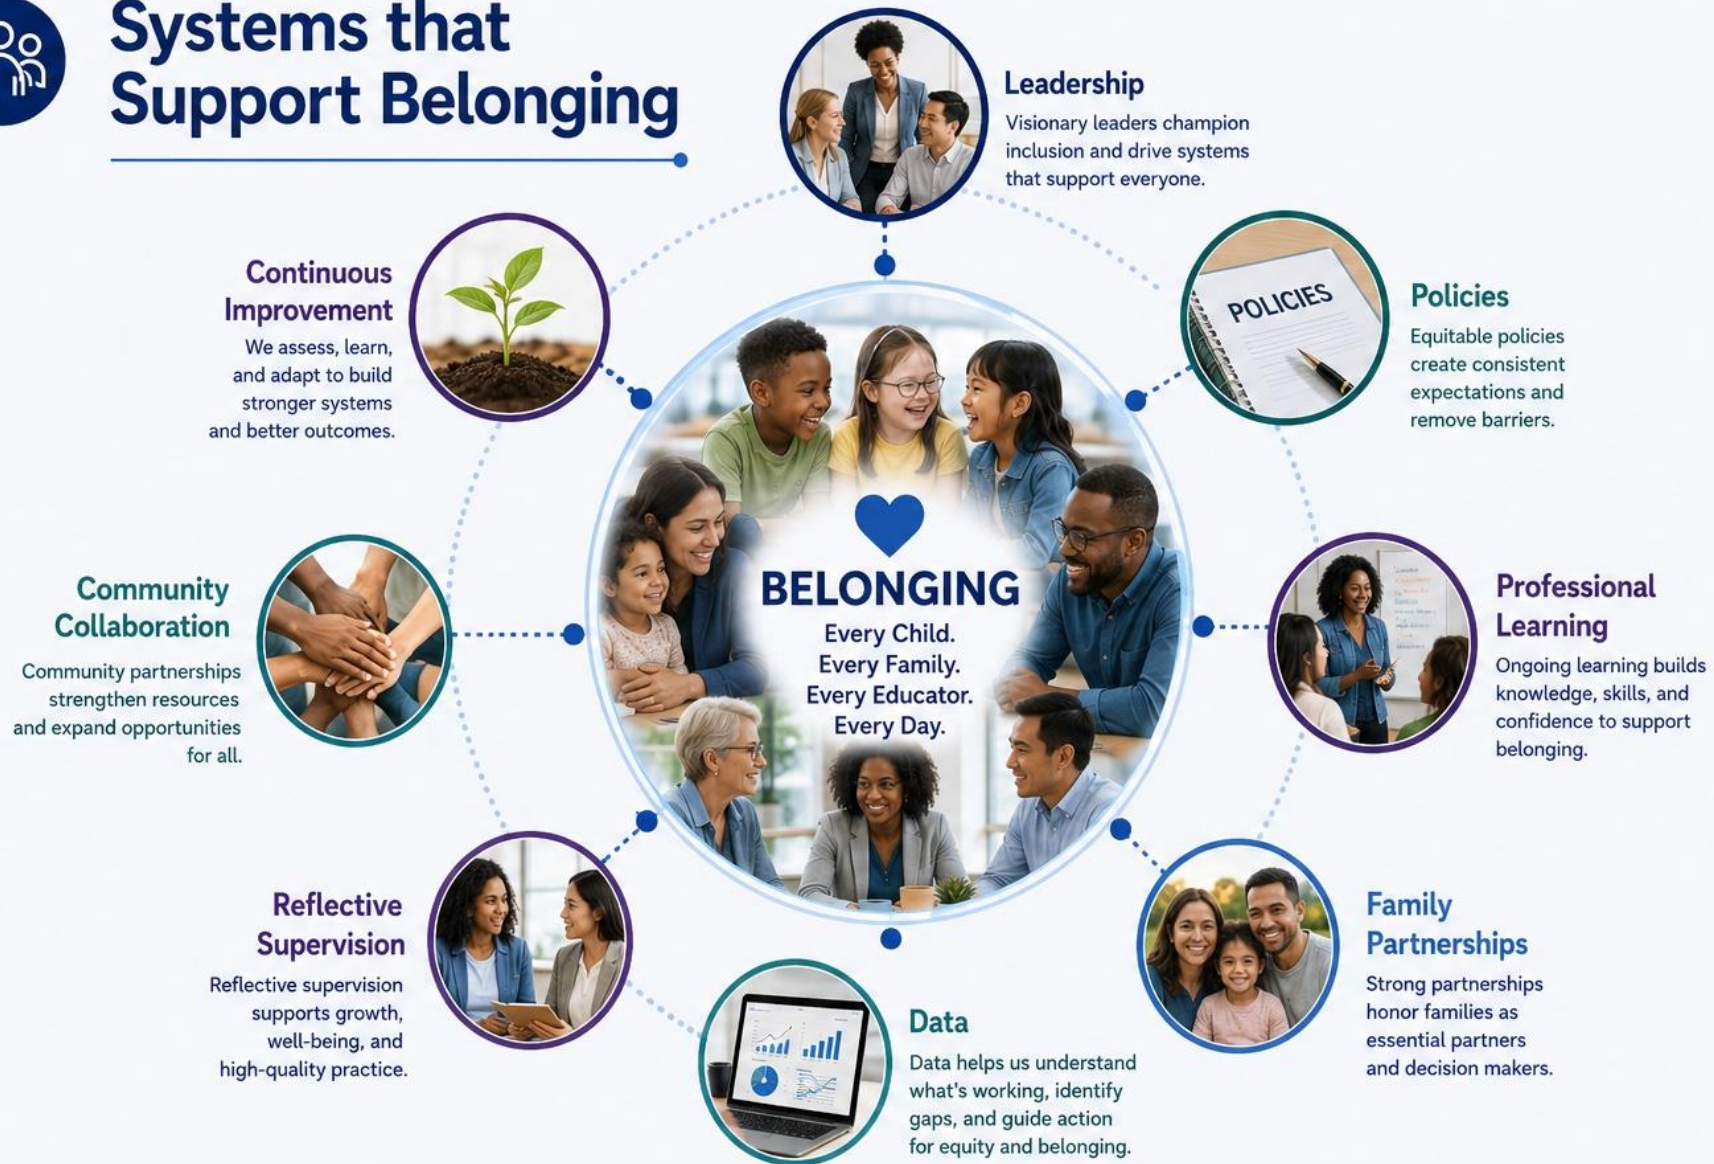 Systems that
Support Belonging
Leadership
Visionary leaders champion
inclusion and drive systems
that support everyone.
POLICIES
Policies
Equitable policies
create consistent
expectations and
remove barriers.
Professional
Learning
Ongoing learning builds
knowledge, skills, and
confidence to support
belonging.
Family
Partnerships
Strong partnerships
honor families as
essential partners
and decision makers.
Data
Data helps us understand
what's working, identify
gaps, and guide action
for equity and belonging.
Reflective
Supervision
Reflective supervision
supports growth,
well-being, and
high-quality practice.
Community
Collaboration
Community partnerships
strengthen resources
and expand opportunities
for all.
Continuous
Improvement
We assess, learn,
and adapt to build
stronger systems
and better outcomes.
BELONGING
Every Child.
Every Family.
Every Educator.
Every Day.